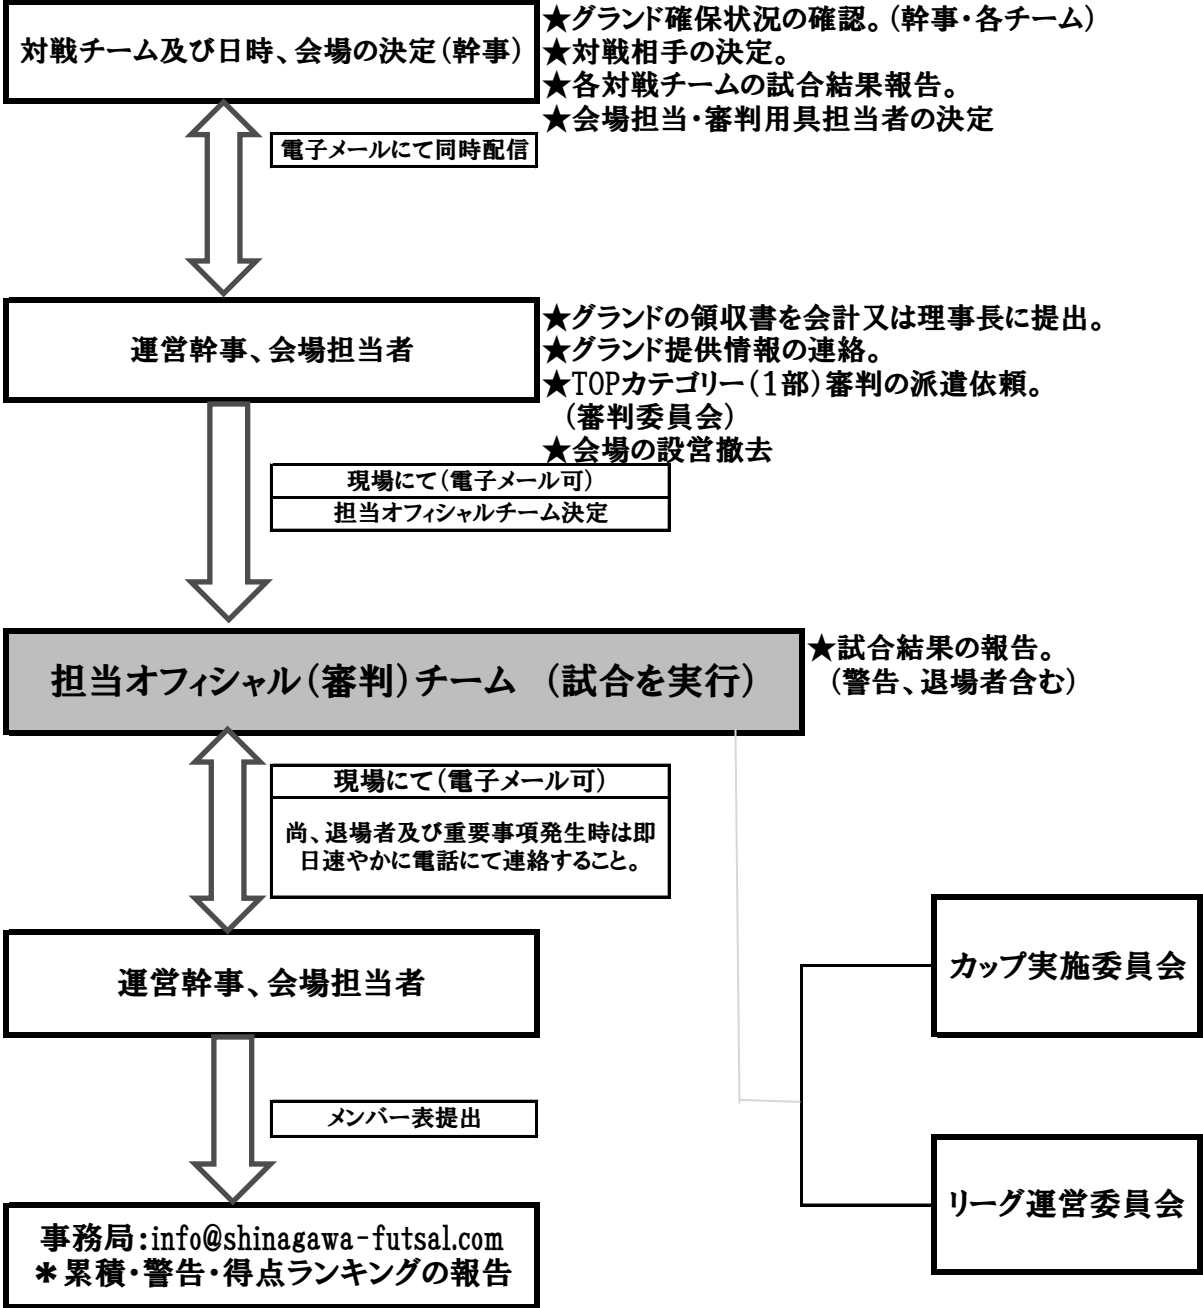 対戦チーム及び日時、会場の決定（幹事）
★グランド確保状況の確認。（幹事・各チーム）
★対戦相手の決定。
★各対戦チームの試合結果報告。
★会場担当・審判用具担当者の決定
電子メールにて同時配信
運営幹事、会場担当者
★グランドの領収書を会計又は理事長に提出。
★グランド提供情報の連絡。
★TOPカテゴリー（１部）審判の派遣依頼。
（審判委員会）
★会場の設営撤去
現場にて（電子メール可）
担当オフィシャルチーム決定
担当オフィシャル（審判）チーム　（試合を実行）
★試合結果の報告。
（警告、退場者含む）
現場にて（電子メール可）
尚、退場者及び重要事項発生時は即
日速やかに電話にて連絡すること。
運営幹事、会場担当者
カップ実施委員会
メンバー表提出
リーグ運営委員会
事務局：info@shinagawa-futsal.com
＊累積・警告・得点ランキングの報告